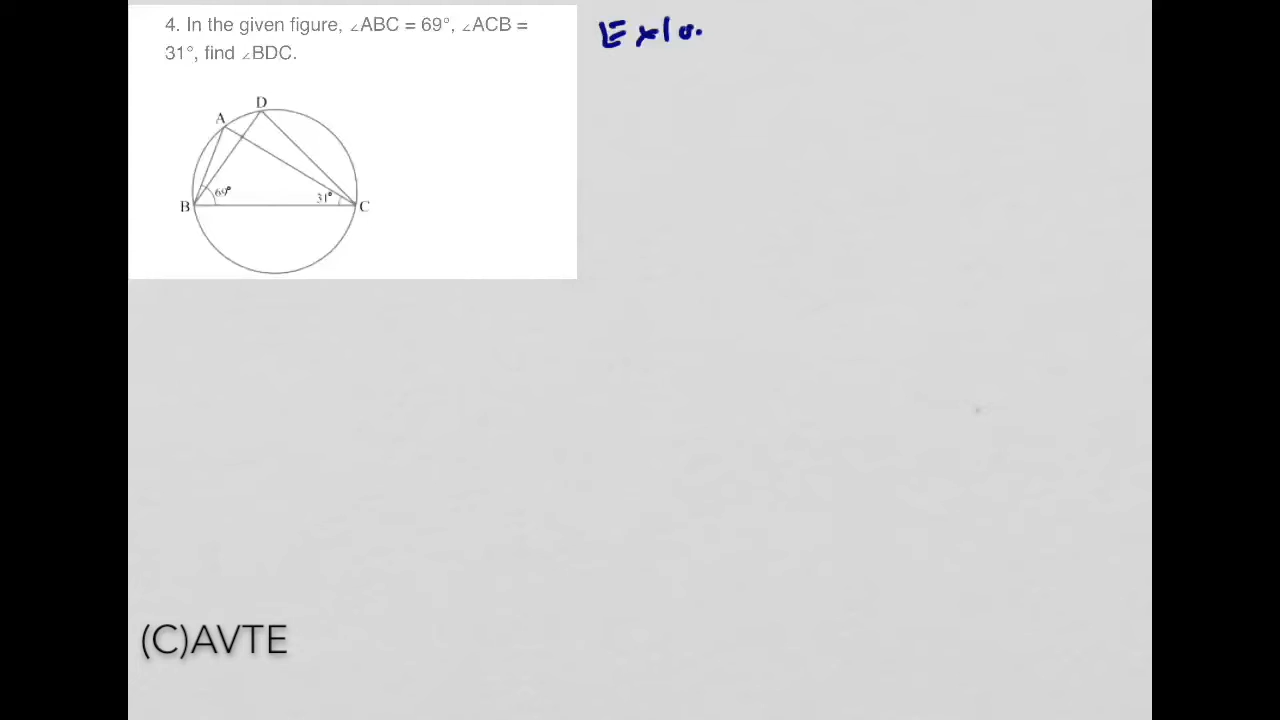 4. In the given figure, ∠ABC = 69°, ∠ACB =
31°, find ∠BDC.
D
A
69°
31°
B
C
(C)AVTE